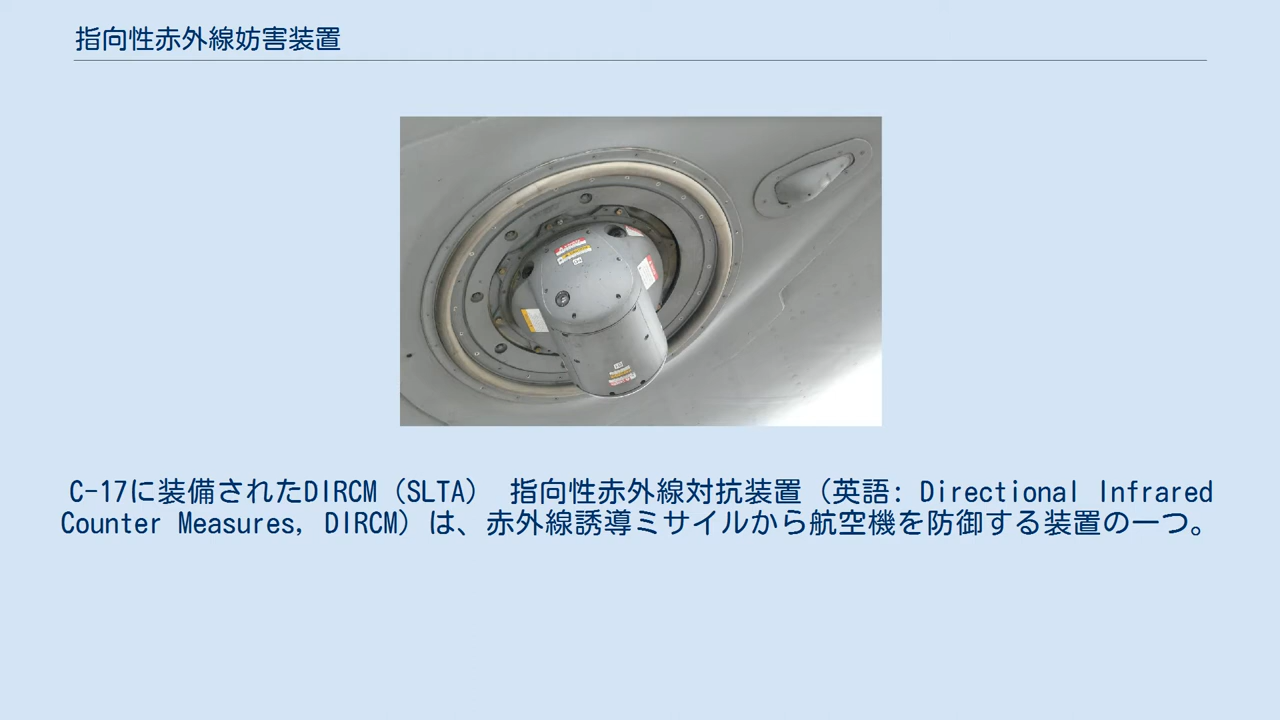 指向性赤外線妨害装置
C-17に装備されたDIRCM（SLTA） 指向性赤外線対抗装置（英語: Directional Infrared
Counter Measures, DIRCM）は、赤外線誘導ミサイルから航空機を防御する装置の一つ。